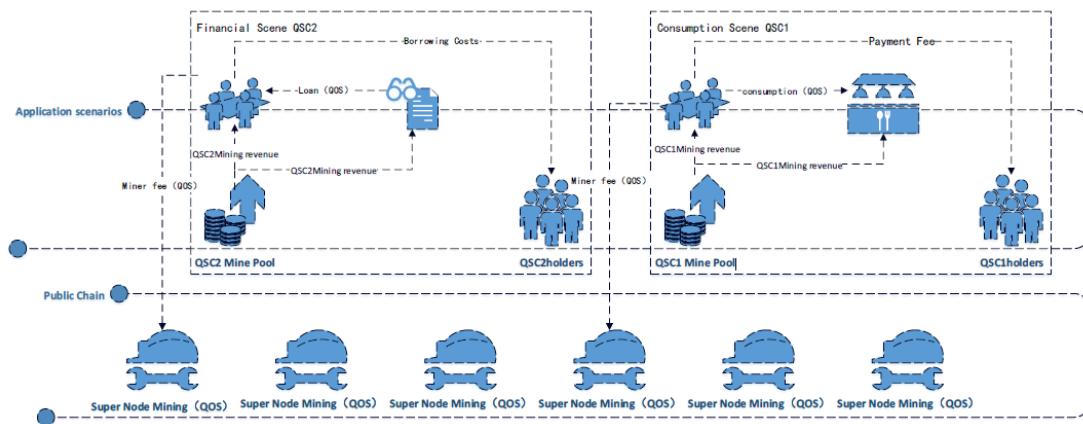 Financial Scene QSC2
Consumption Scene QSC1
Borrowing Costs
Payment Fee
Loan (QOS)
consumption (QOS)
Application scenarios
QSC2Mining revenue
QSC2Mining revenue
QSC1Mining revenue
QSC1Mining revenue
Miner fee (QOS)
Miner fee (QOS)
QSC2 Mine Pool
QSC2holders
QSC1 Mine Pool
QSC1holders
Public Chain
Super Node Mining（QOS）
Super Node Mining（QOS）
Super Node Mining（QOS）
Super Node Mining（QOS）
Super Node Mining（QOS）
Super Node Mining（QOS）